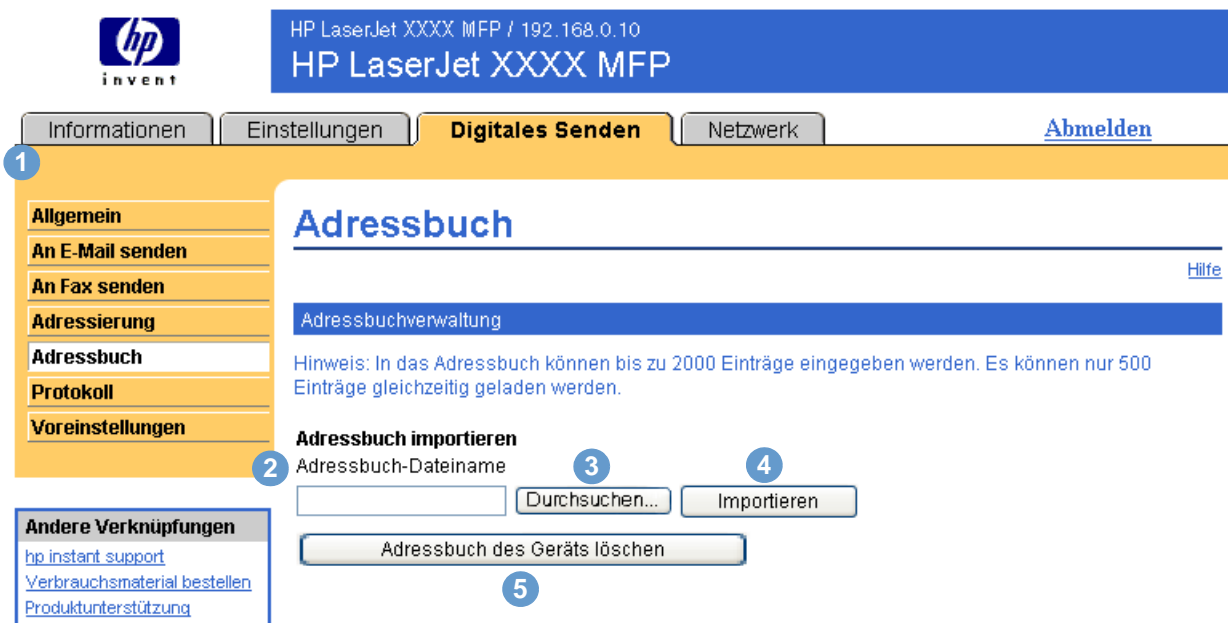 hp
invent
HP LaserJet XXXX MFP / 192.168.0.10
HP LaserJet XXXX MFP
Informationen
Einstellungen
Digitales Senden
Netzwerk
Abmelden
1
Allgemein
An E-Mail senden
An Fax senden
Adressierung
Adressbuch
Protokoll
Voreinstellungen
Andere Verknüpfungen
hp instant support
Verbrauchsmaterial bestellen
Produktunterstützung
Adressbuch
Hilfe
Adressbuchverwaltung
Hinweis: In das Adressbuch können bis zu 2000 Einträge eingegeben werden. Es können nur 500
Einträge gleichzeitig geladen werden.
Adressbuch importieren
2 Adressbuch-Dateiname 3 4
Durchsuchen... Importieren
Adressbuch des Geräts löschen
5